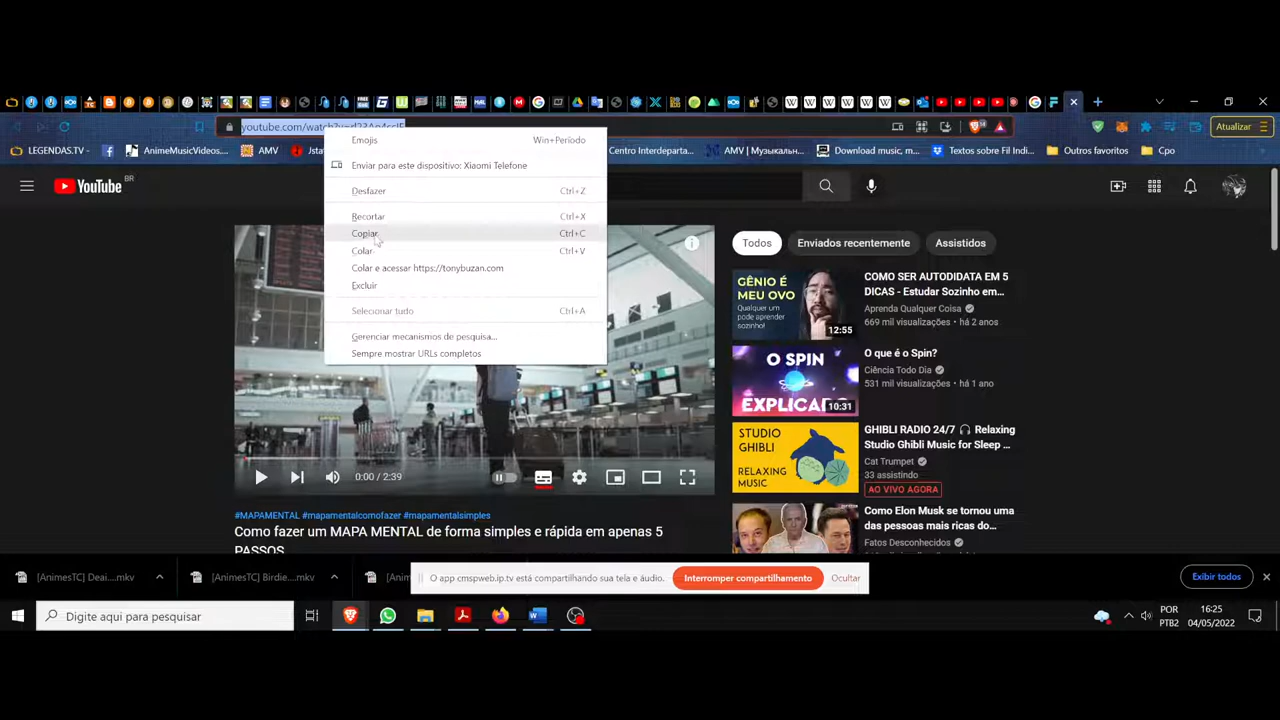 youtube.com/watch?v=
Atualizar
LEGENDAS.TV
AnimeMusicVideos...
AMV
Centro Interdeparta...
AMV | Музыкальн...
Download music, m...
Textos sobre Fil Indi...
Outros favoritos
Cpo
Emojis Win+Período
Enviar para este dispositivo: Xiaomi Telefone
Desfazer Ctrl+Z
Recortar Ctrl+X
Copiar Ctrl+C
Colar Ctrl+V
Colar e acessar https://tonybuzan.com
Excluir
Selecionar tudo Ctrl+A
Gerenciar mecanismos de pesquisa...
Sempre mostrar URLs completos
YouTube BR
Todos
Enviados recentemente
Assistidos
GÊNIO É
MEU OVO
Qualquer um
pode aprender
sozinho!
12:55
COMO SER AUTODIDATA EM 5
DICAS - Estudar Sozinho em...
Aprenda Qualquer Coisa
669 mil visualizações • há 2 anos
O SPIN
EXPLICADO
10:31
O que é o Spin?
Ciência Todo Dia
531 mil visualizações • há 1 ano
STUDIO
GHIBLI
RELAXING
MUSIC
GHIBLI RADIO 24/7 🎧 Relaxing
Studio Ghibli Music for Sleep ...
Cat Trumpet
33 assistindo
AO VIVO AGORA
Como Elon Musk se tornou uma
das pessoas mais ricas do...
Fatos Desconhecidos
0:00 / 2:39
#MAPAMENTAL #mapamentalcomofazer #mapamentalsimples
Como fazer um MAPA MENTAL de forma simples e rápida em apenas 5
PASSOS
[AnimesTC] Deai....mkv
[AnimesTC] Birdie....mkv
O app cmspweb.ip.tv está compartilhando sua tela e áudio.
Interromper compartilhamento
Ocultar
Exibir todos
Digite aqui para pesquisar
POR
PTB2
16:25
04/05/2022